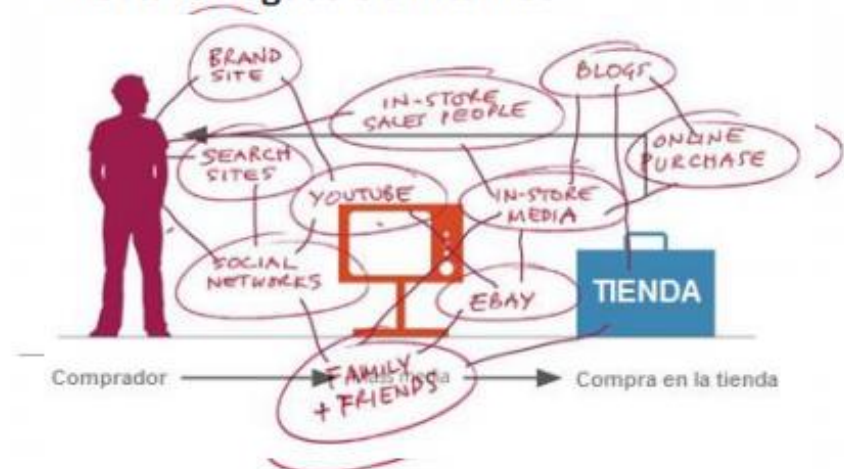 BRAND
SITE
BLOGS
IN-STORE
SALES PEOPLE
ONLINE
PURCHASE
SEARCH
SITES
YOUTUBE
IN-STORE
MEDIA
SOCIAL
NETWORKS
EBAY
TIENDA
FAMILY
+ FRIENDS
Comprador
Compra en la tienda